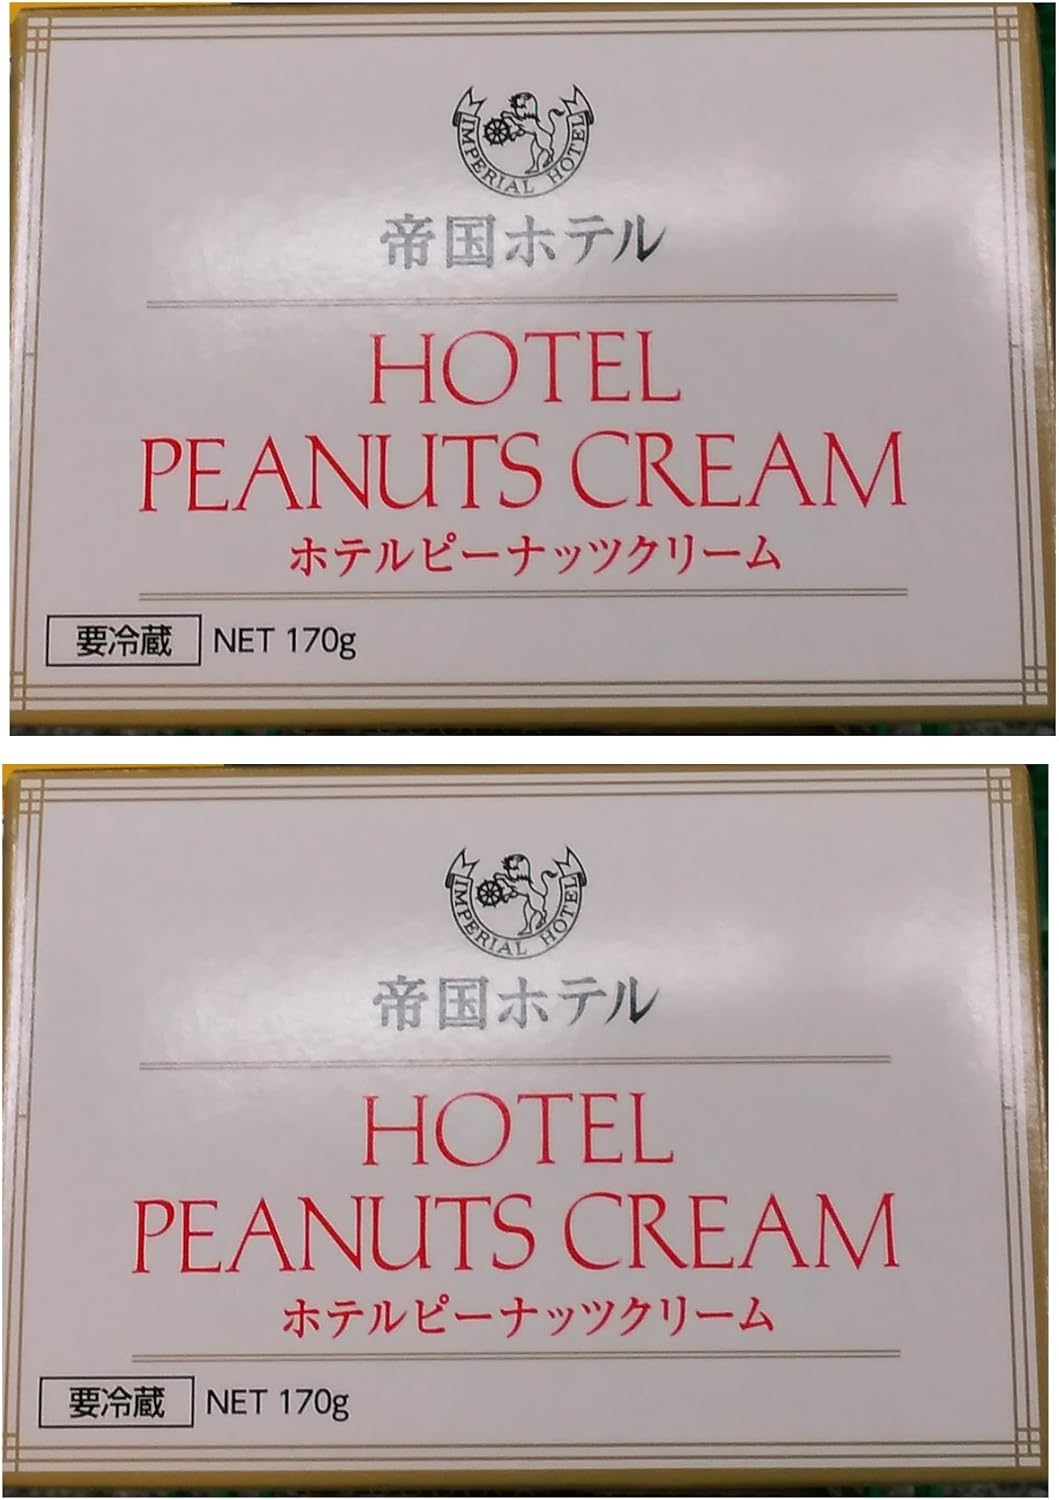 IMPERIAL HOTEL
帝国ホテル
HOTEL
PEANUTS CREAM
ホテルピーナッツクリーム
要冷蔵 NET 170g
IMPERIAL HOTEL
帝国ホテル
HOTEL
PEANUTS CREAM
ホテルピーナッツクリーム
要冷蔵 NET 170g